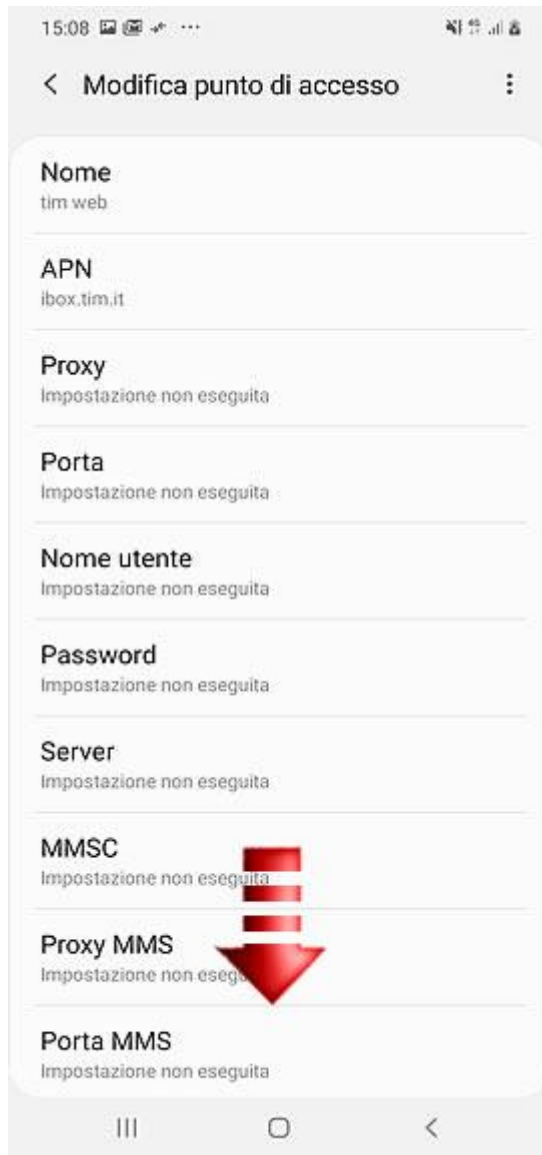 15:08
Modifica punto di accesso
Nome
tim web
APN
ibox.tim.it
Proxy
Impostazione non eseguita
Porta
Impostazione non eseguita
Nome utente
Impostazione non eseguita
Password
Impostazione non eseguita
Server
Impostazione non eseguita
MMSC
Impostazione non eseguita
Proxy MMS
Impostazione non
Porta MMS
Impostazione non eseguita